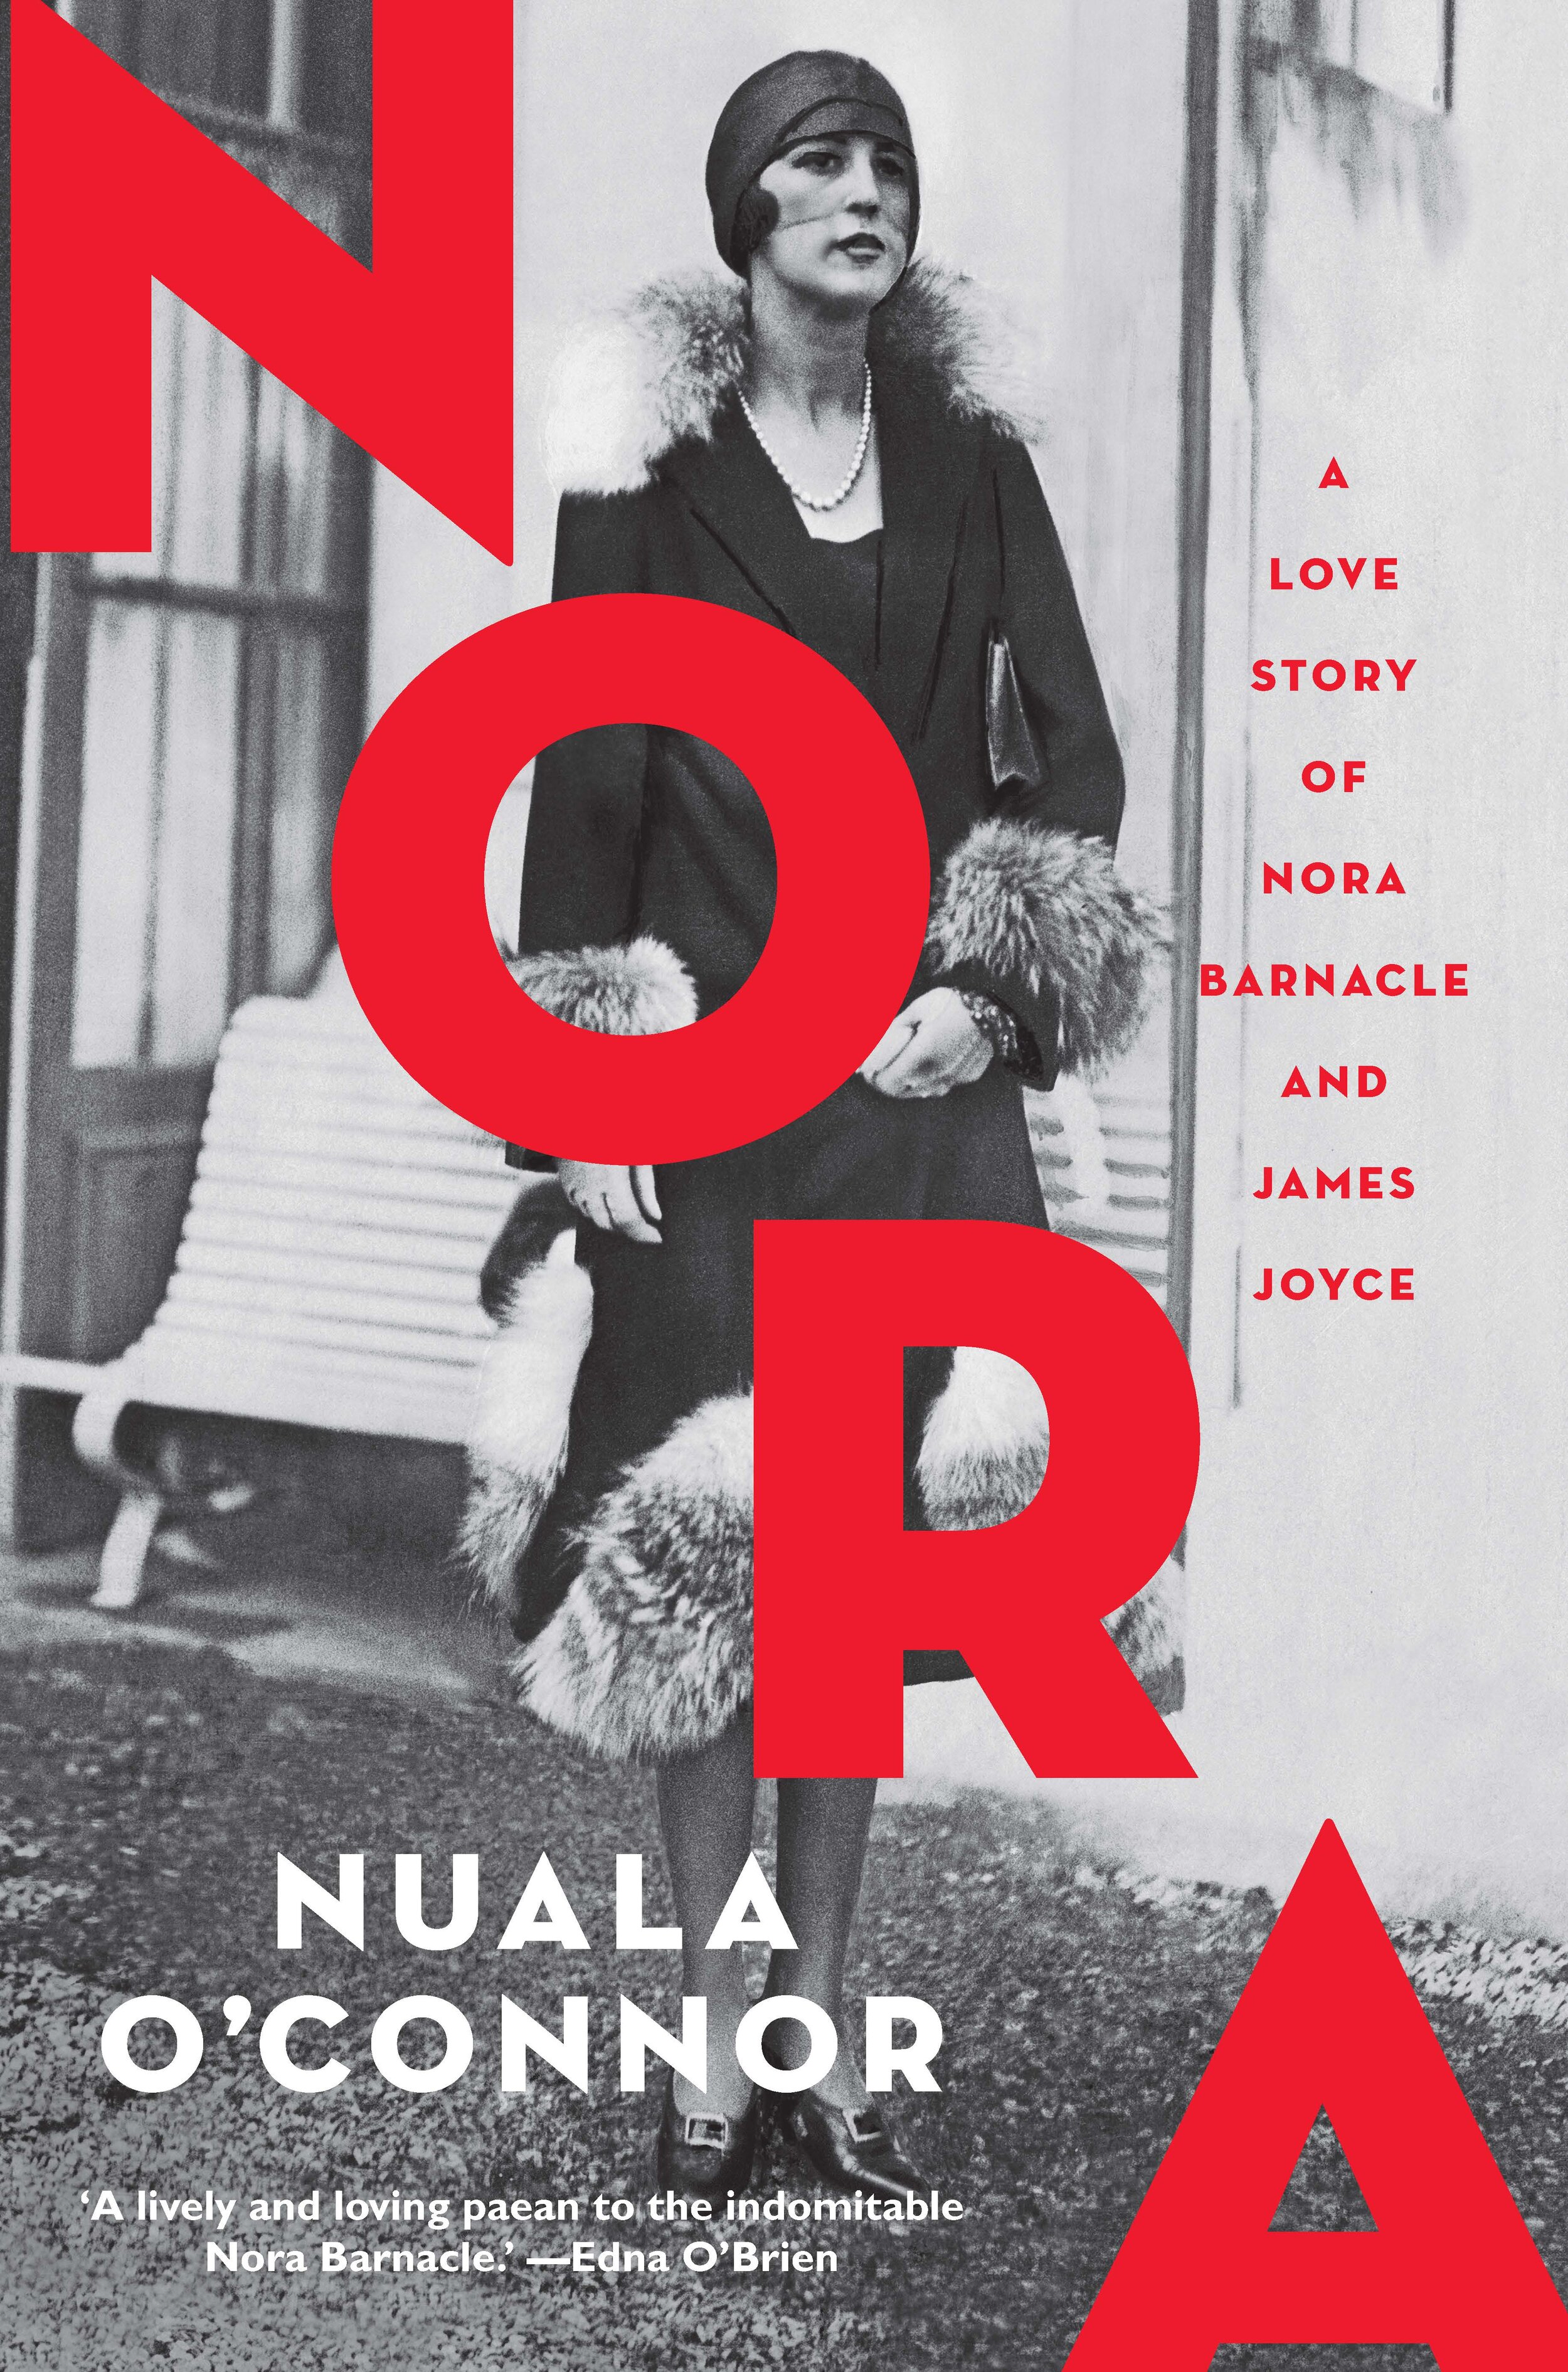 NORA
A
LOVE
STORY
OF
NORA
BARNACLE
AND
JAMES
JOYCE
NUALA
O’CONNOR
‘A lively and loving paean to the indomitable
Nora Barnacle.’ —Edna O’Brien